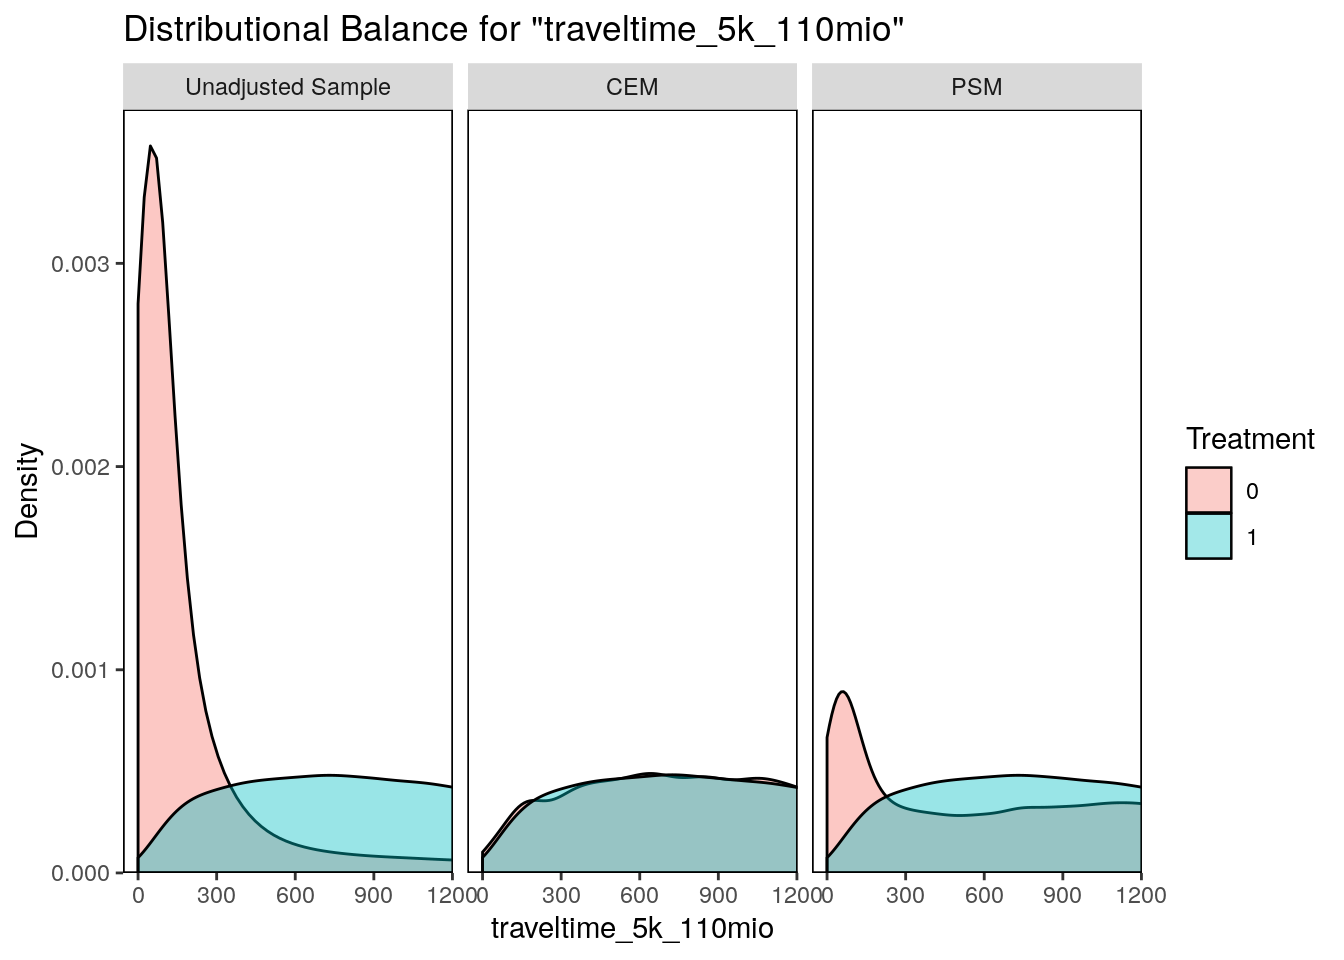 Distributional Balance for "traveltime_5k_110mio"
Unadjusted Sample
CEM
PSM
Density
0.003
0.002
0.001
0.000
0 300 600 900 1200
0 300 600 900 1200
0 300 600 900 1200
traveltime_5k_110mio
Treatment
0
1